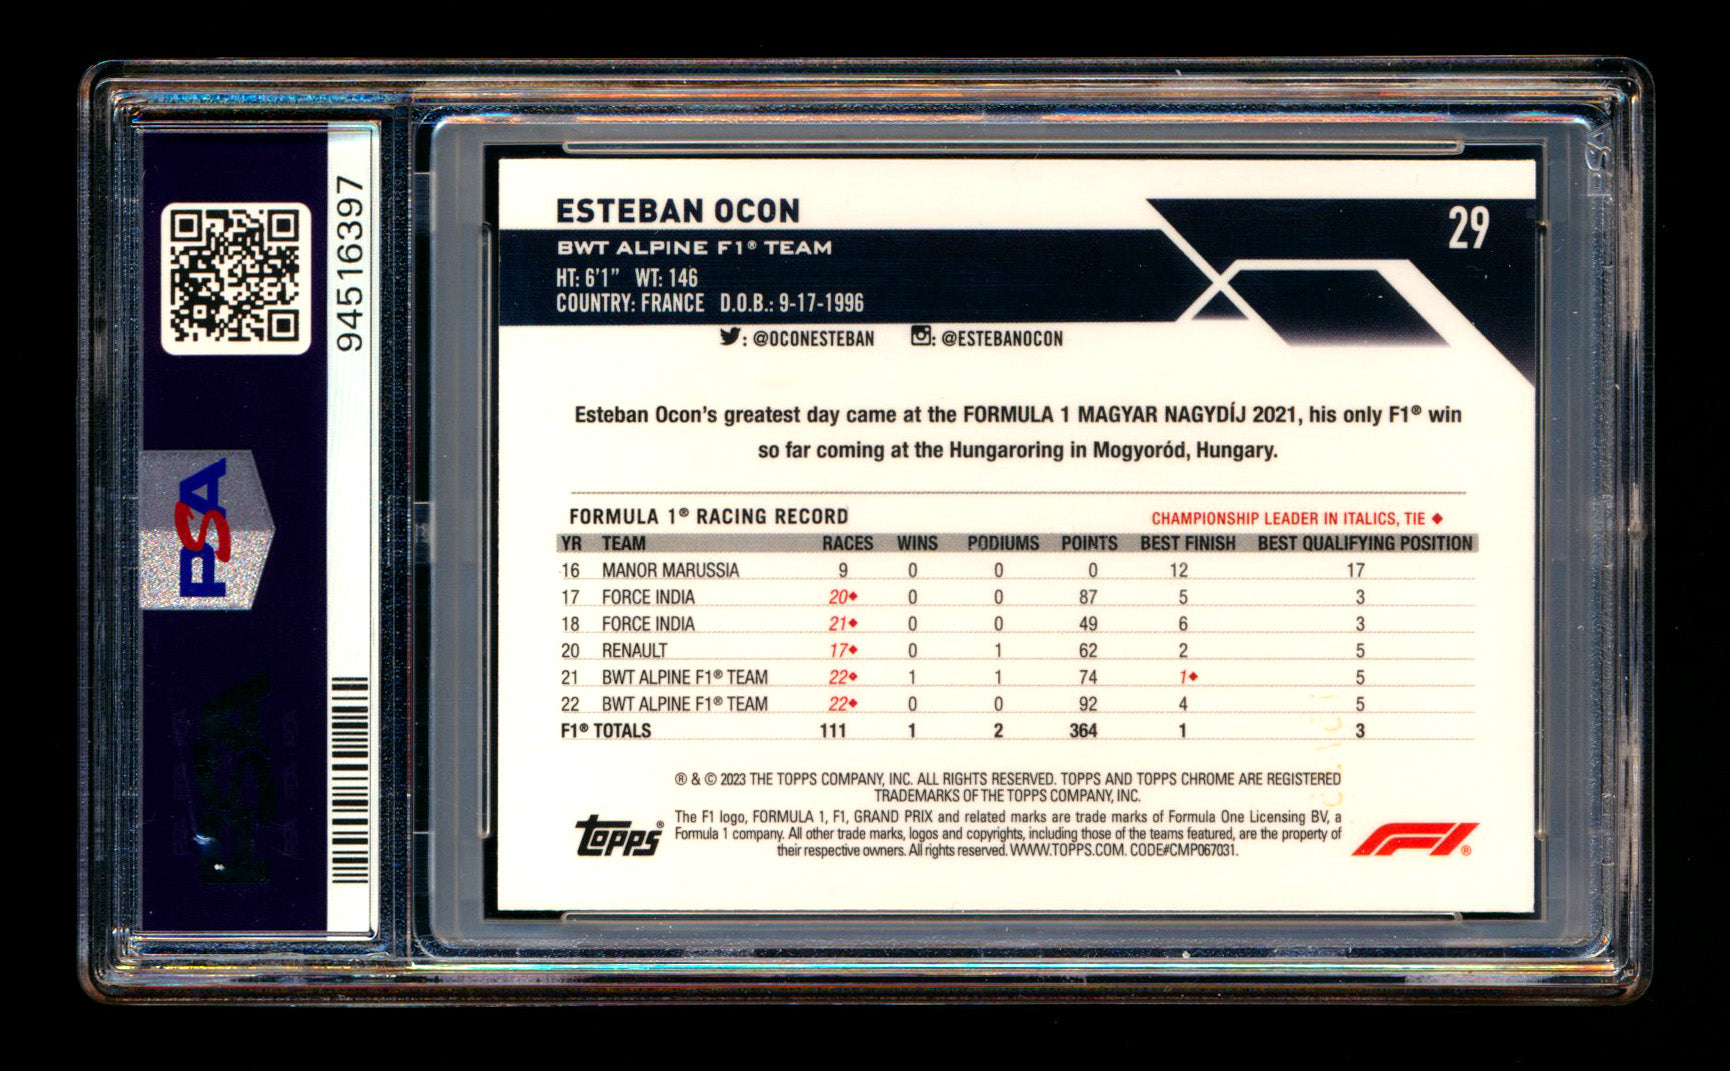 94516397
PSA
ESTEBAN OCON
29
BWT ALPINE F1® TEAM
HT: 6'1" WT: 146
COUNTRY: FRANCE D.O.B.: 9-17-1996
: @OCONESTEBAN : @ESTEBANOCON
Esteban Ocon's greatest day came at the FORMULA 1 MAGYAR NAGYDÍJ 2021, his only F1® win
so far coming at the Hungaroring in Mogyoród, Hungary.
FORMULA 1® RACING RECORD CHAMPIONSHIP LEADER IN ITALICS, TIE ♦
YR TEAM RACES WINS PODIUMS POINTS BEST FINISH BEST QUALIFYING POSITION
16 MANOR MARUSSIA 9 0 0 0 12 17
17 FORCE INDIA 20♦ 0 0 87 5 3
18 FORCE INDIA 21♦ 0 0 49 6 3
20 RENAULT 17♦ 0 1 62 2 5
21 BWT ALPINE F1® TEAM 22♦ 1 1 74 1♦ 5
22 BWT ALPINE F1® TEAM 22♦ 0 0 92 4 5
F1® TOTALS 111 1 2 364 1 3
® & © 2023 THE TOPPS COMPANY, INC. ALL RIGHTS RESERVED. TOPPS AND TOPPS CHROME ARE REGISTERED
TRADEMARKS OF THE TOPPS COMPANY, INC.
The F1 logo, FORMULA 1, F1, GRAND PRIX and related marks are trade marks of Formula One Licensing BV, a
Formula 1 company. All other trade marks, logos and copyrights, including those of the teams featured, are the property of
their respective owners. All rights reserved. WWW.TOPPS.COM. CODE#CMP067031.
topps®
F1®
PSA
PSA